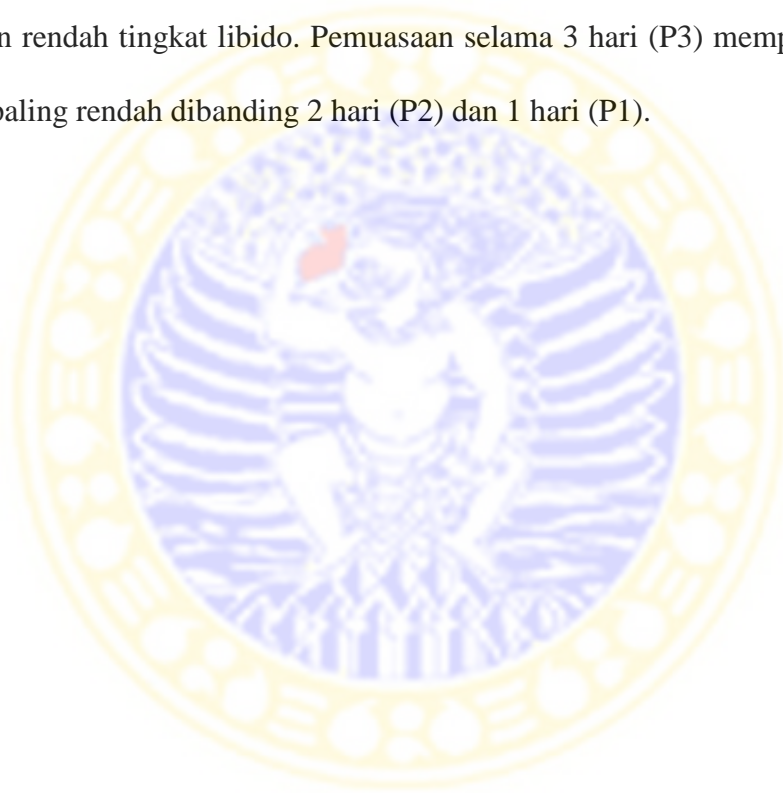 n rendah tingkat libido. Pemuasaan selama 3 hari (P3) memp
paling rendah dibanding 2 hari (P2) dan 1 hari (P1).